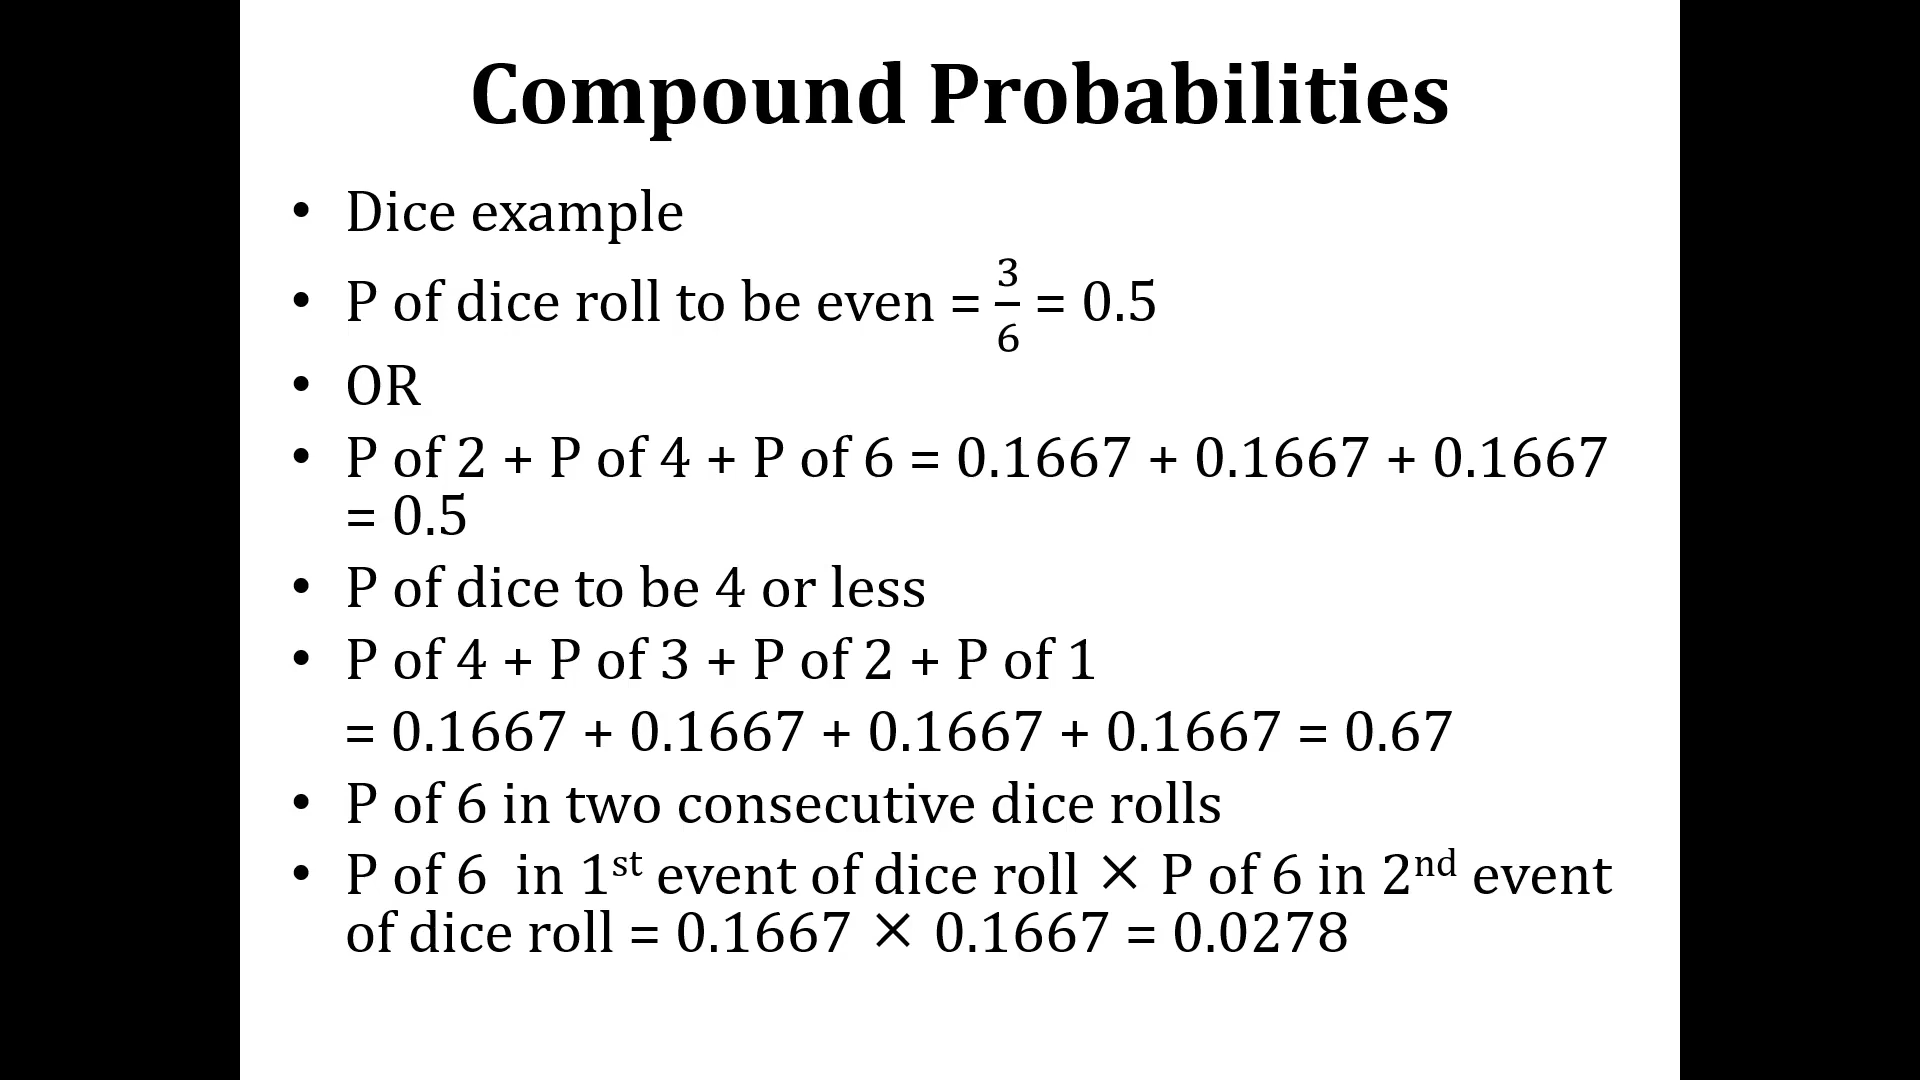 Compound Probabilities
• Dice example
• P of dice roll to be even = 3/6 = 0.5
• OR
• P of 2 + P of 4 + P of 6 = 0.1667 + 0.1667 + 0.1667
= 0.5
• P of dice to be 4 or less
• P of 4 + P of 3 + P of 2 + P of 1
= 0.1667 + 0.1667 + 0.1667 + 0.1667 = 0.67
• P of 6 in two consecutive dice rolls
• P of 6 in 1st event of dice roll × P of 6 in 2nd event
of dice roll = 0.1667 × 0.1667 = 0.0278